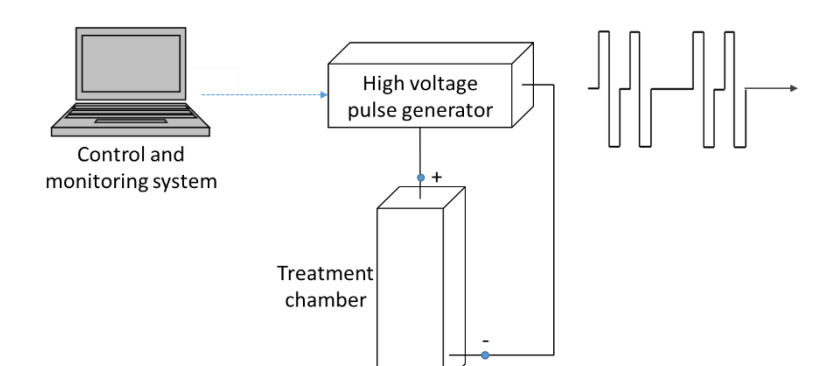 High voltage
pulse generator
Control and
monitoring system
+
Treatment
chamber
-